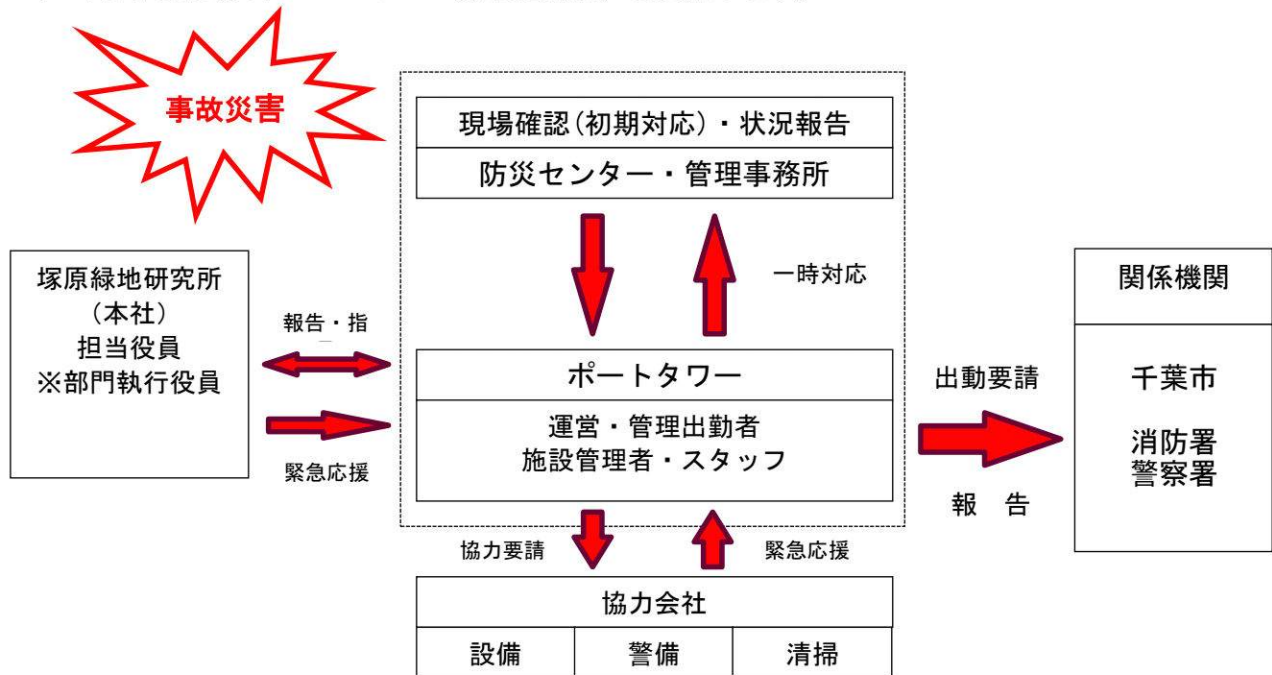 事故災害
現場確認(初期対応)・状況報告
防災センター・管理事務所
一時対応
塚原緑地研究所
(本社)
担当役員
※部門執行役員
報告・指
緊急応援
ポートタワー
運営・管理出勤者
施設管理者・スタッフ
出動要請
報 告
関係機関
千葉市
消防署
警察署
協力要請
緊急応援
協力会社
設備
警備
清掃